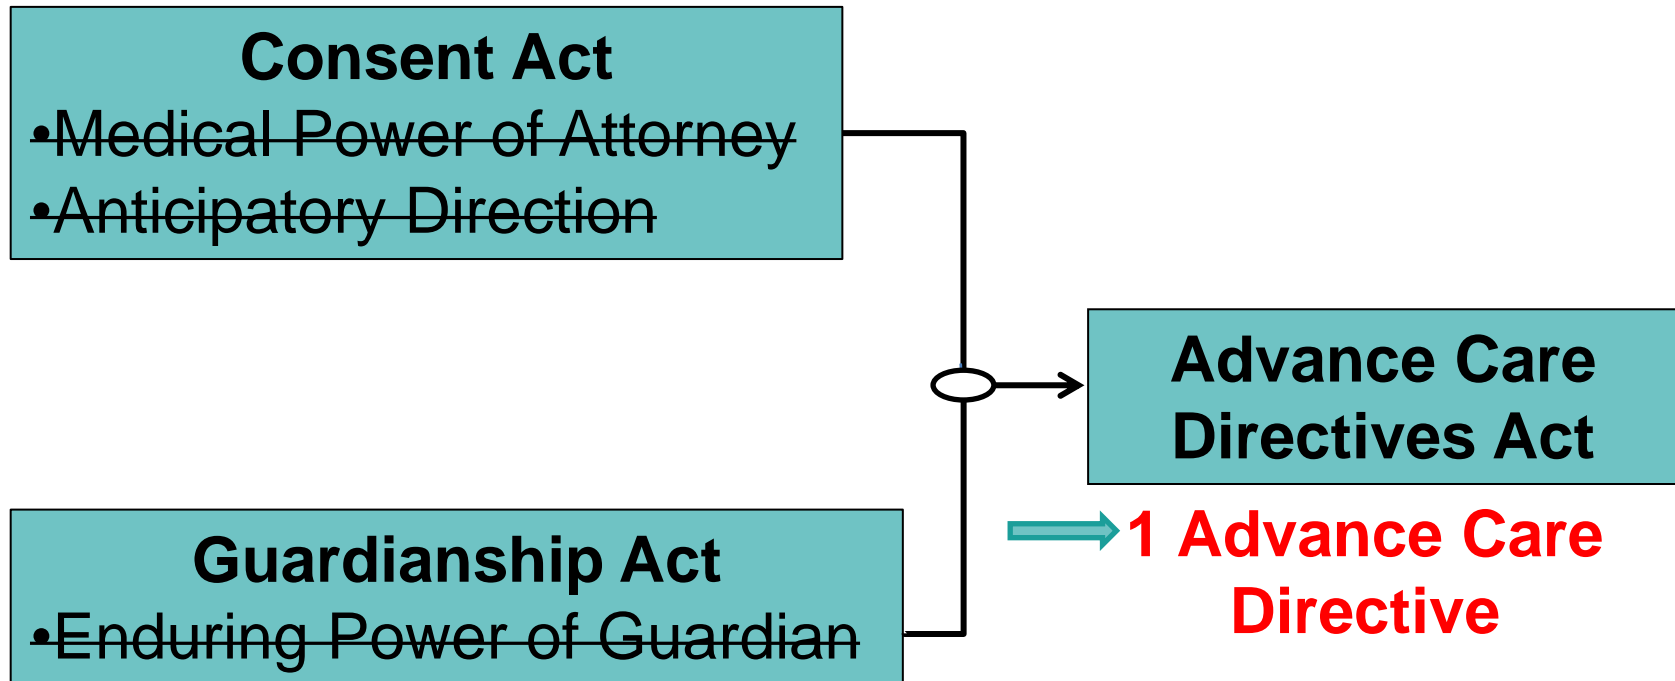 Consent Act
•Medical Power of Attorney
•Anticipatory Direction
Advance Care
Directives Act
1 Advance Care
Directive
Guardianship Act
•Enduring Power of Guardian